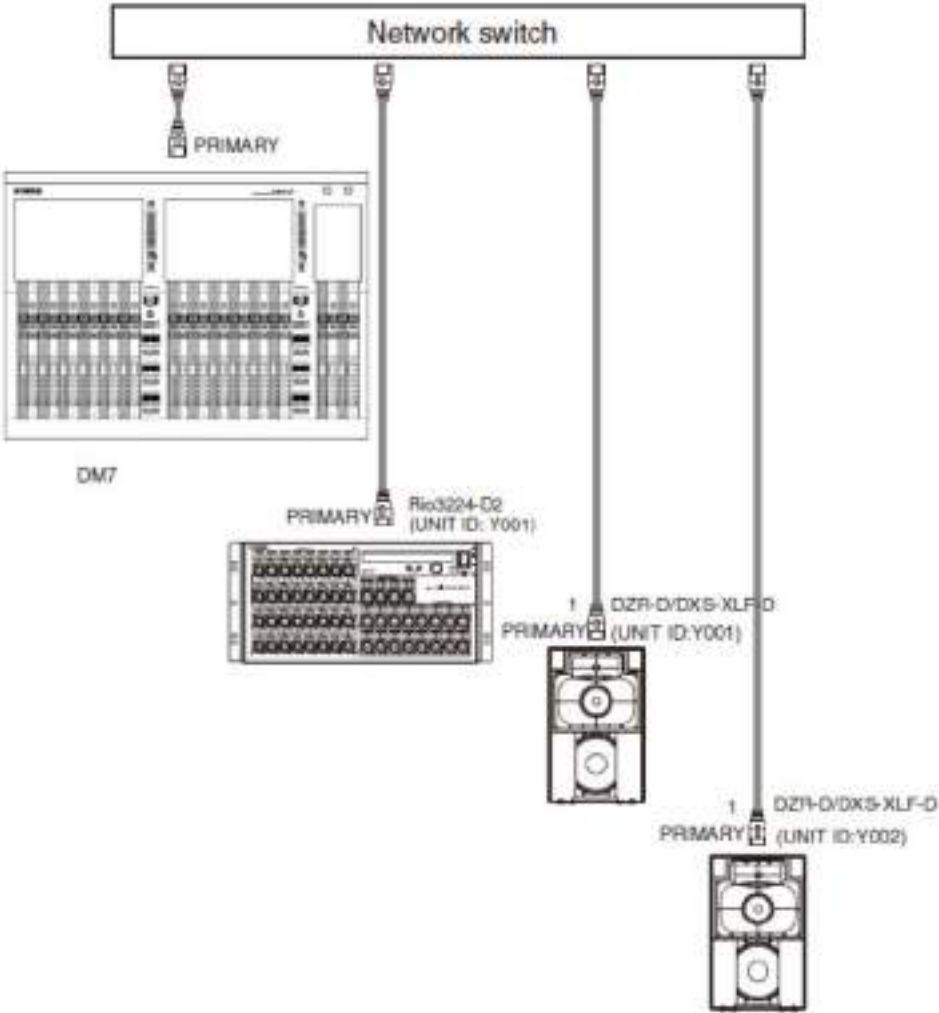 Network switch
PRIMARY
DM7
PRIMARY
Rio3224-D2
(UNIT ID: Y001)
1
DZR-D/DXS-XLF-D
PRIMARY
(UNIT ID:Y001)
1
DZR-D/DXS-XLF-D
PRIMARY
(UNIT ID:Y002)